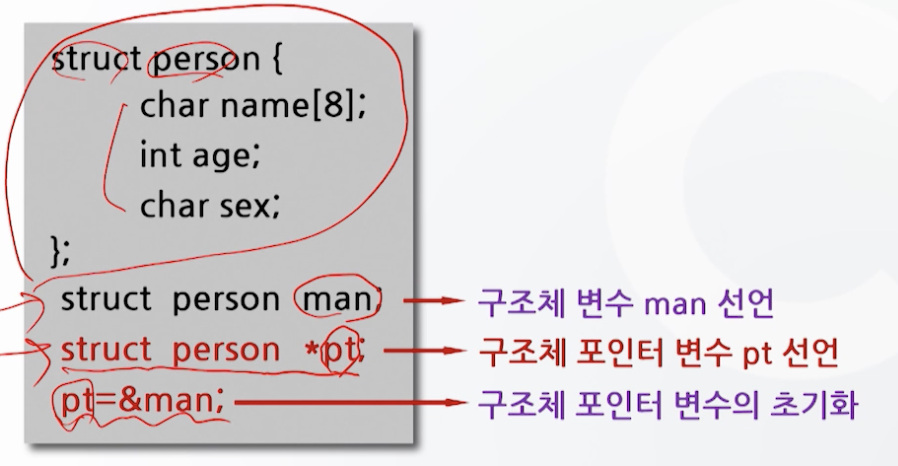 struct person {
char name[8];
int age;
char sex;
};
struct person man; 구조체 변수 man 선언
struct person *pt; 구조체 포인터 변수 pt 선언
pt=&man; 구조체 포인터 변수의 초기화